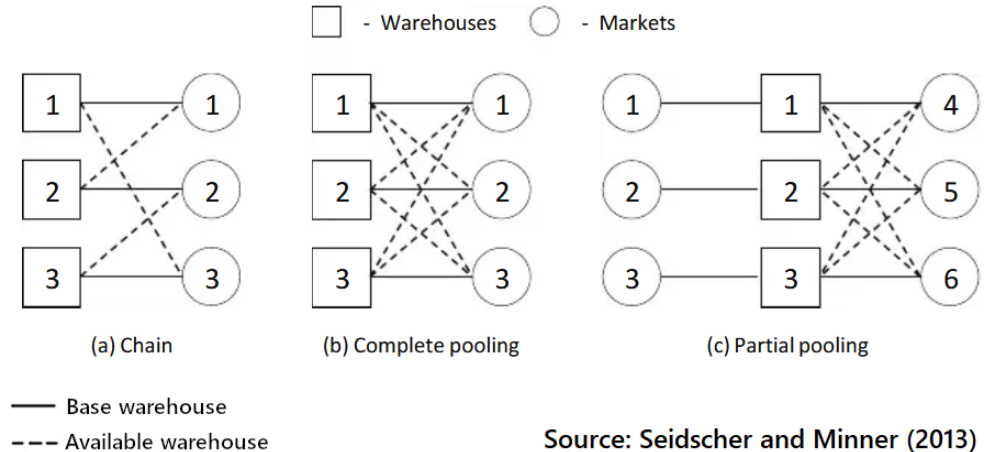 - Warehouses - Markets
1 1 1 1 1 1 4
2 2 2 2 2 2 5
3 3 3 3 3 3 6
(a) Chain (b) Complete pooling (c) Partial pooling
Base warehouse
Available warehouse
Source: Seidscher and Minner (2013)